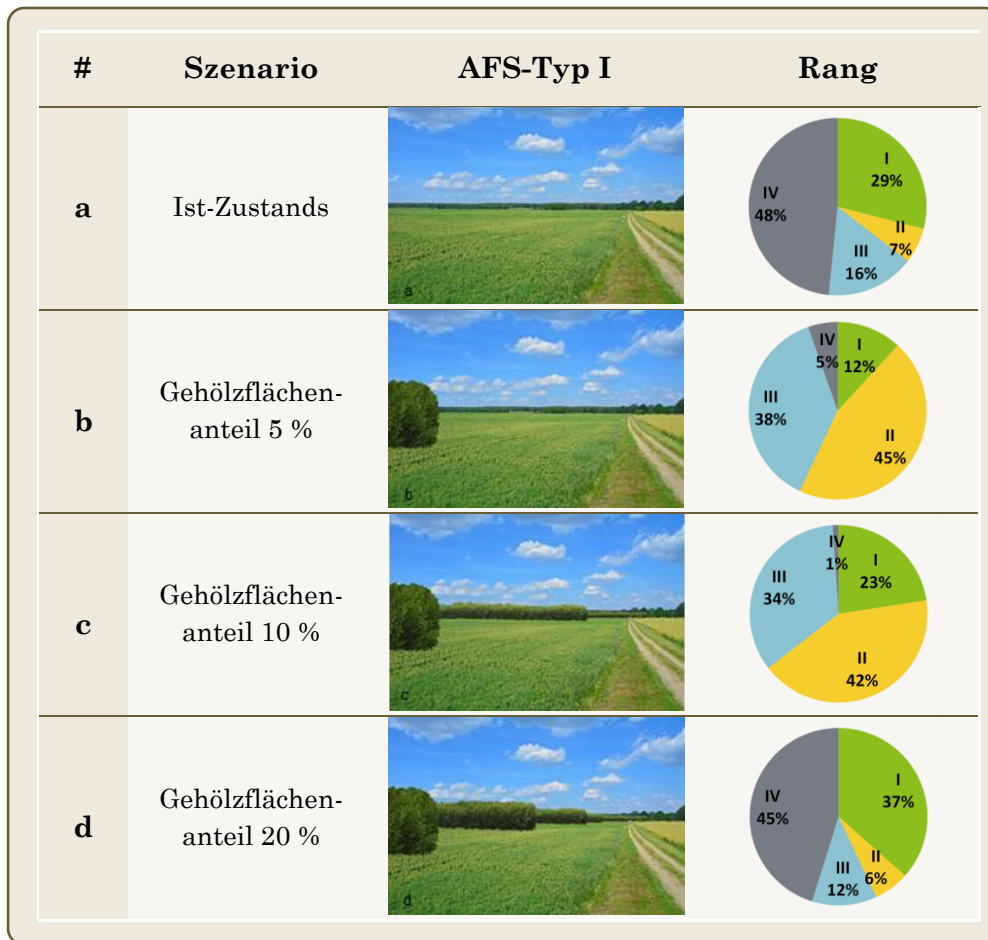 # Szenario AFS-Typ I Rang
a
Ist-Zustands
a
I
29%
II
7%
III
16%
IV
48%
b
Gehölzflächen-
anteil 5 %
b
I
12%
II
45%
III
38%
IV
5%
c
Gehölzflächen-
anteil 10 %
c
I
23%
II
42%
III
34%
IV
1%
d
Gehölzflächen-
anteil 20 %
d
I
37%
II
6%
III
12%
IV
45%